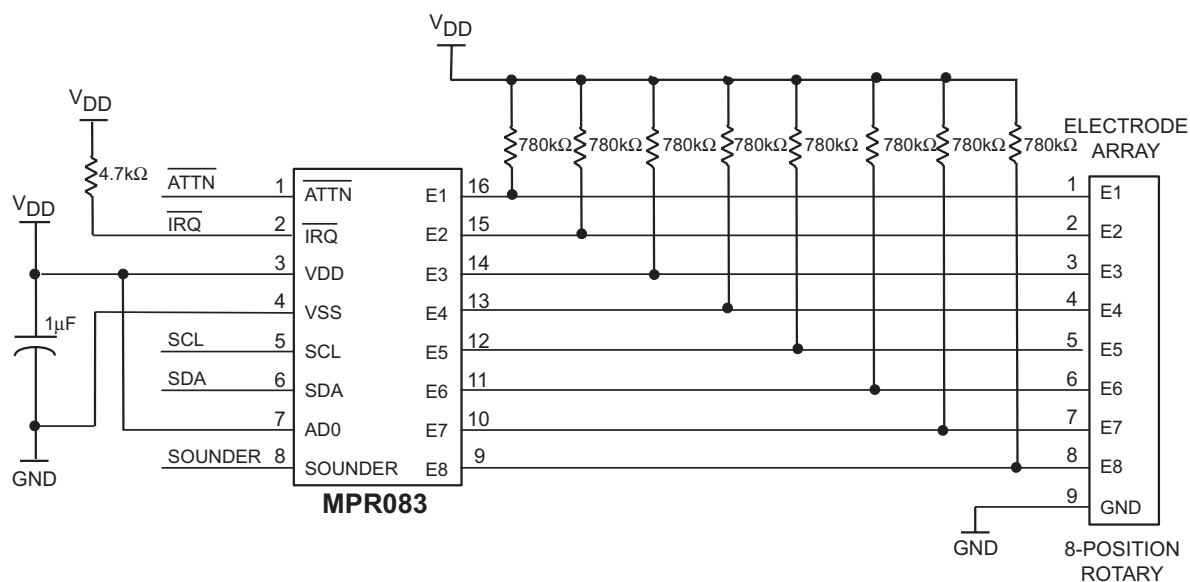 VDD
VDD
4.7kΩ
780kΩ 780kΩ 780kΩ 780kΩ 780kΩ 780kΩ 780kΩ 780kΩ
ELECTRODE
ARRAY
ATTN 1 ATTN E1 16 1 E1
VDD
IRQ 2 IRQ E2 15 2 E2
3 VDD E3 14 3 E3
4 VSS E4 13 4 E4
1µF
SCL 5 SCL E5 12 5 E5
SDA 6 SDA E6 11 6 E6
7 AD0 E7 10 7 E7
GND
SOUNDER 8 SOUNDER E8 9 8 E8
MPR083
9 GND
GND
8-POSITION
ROTARY